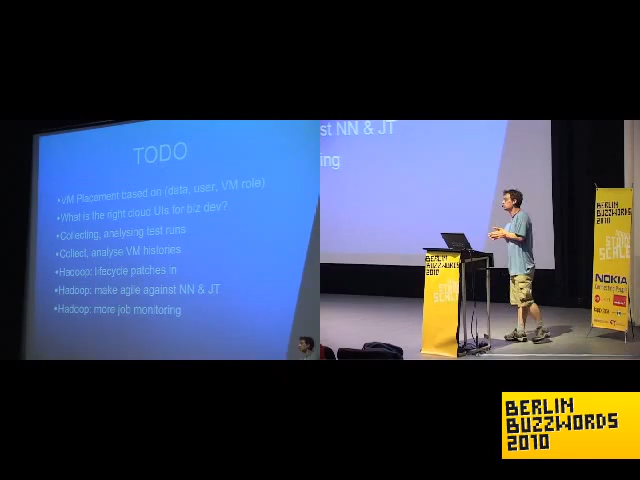 TODO
•VM Placement based on (data, user, VM role)
•What is the right cloud UIs for biz dev?
•Collecting, analysing test runs
•Collect, analyse VM histories
•Hadoop: lifecycle patches in
•Hadoop: make agile against NN & JT
•Hadoop: more job monitoring
st NN & JT
ing
BERLIN
BUZZWORDS
2010
BERLIN
BUZZWORDS
2010
NOKIA
BERLIN
BUZZWORDS
2010